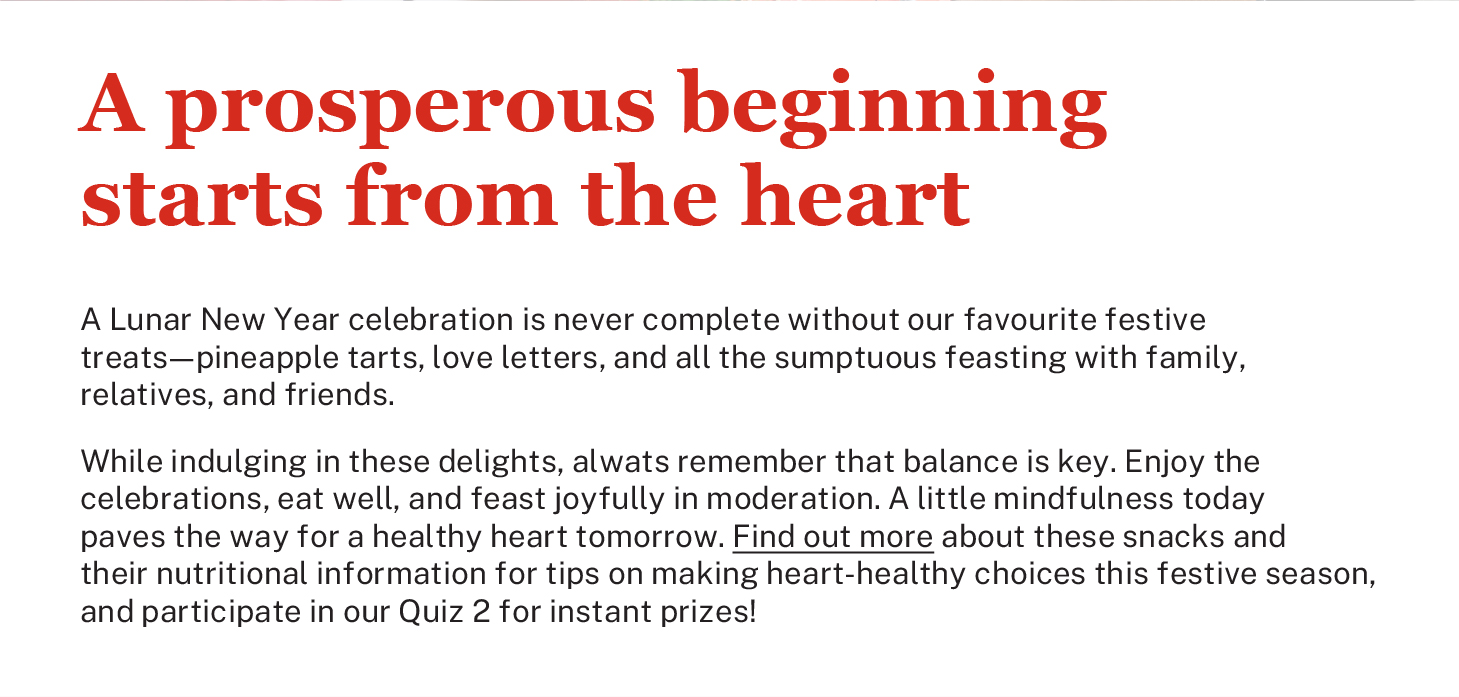 A prosperous beginning
starts from the heart
A Lunar New Year celebration is never complete without our favourite festive
treats—pineapple tarts, love letters, and all the sumptuous feasting with family,
relatives, and friends.
While indulging in these delights, alwats remember that balance is key. Enjoy the
celebrations, eat well, and feast joyfully in moderation. A little mindfulness today
paves the way for a healthy heart tomorrow. Find out more about these snacks and
their nutritional information for tips on making heart-healthy choices this festive season,
and participate in our Quiz 2 for instant prizes!